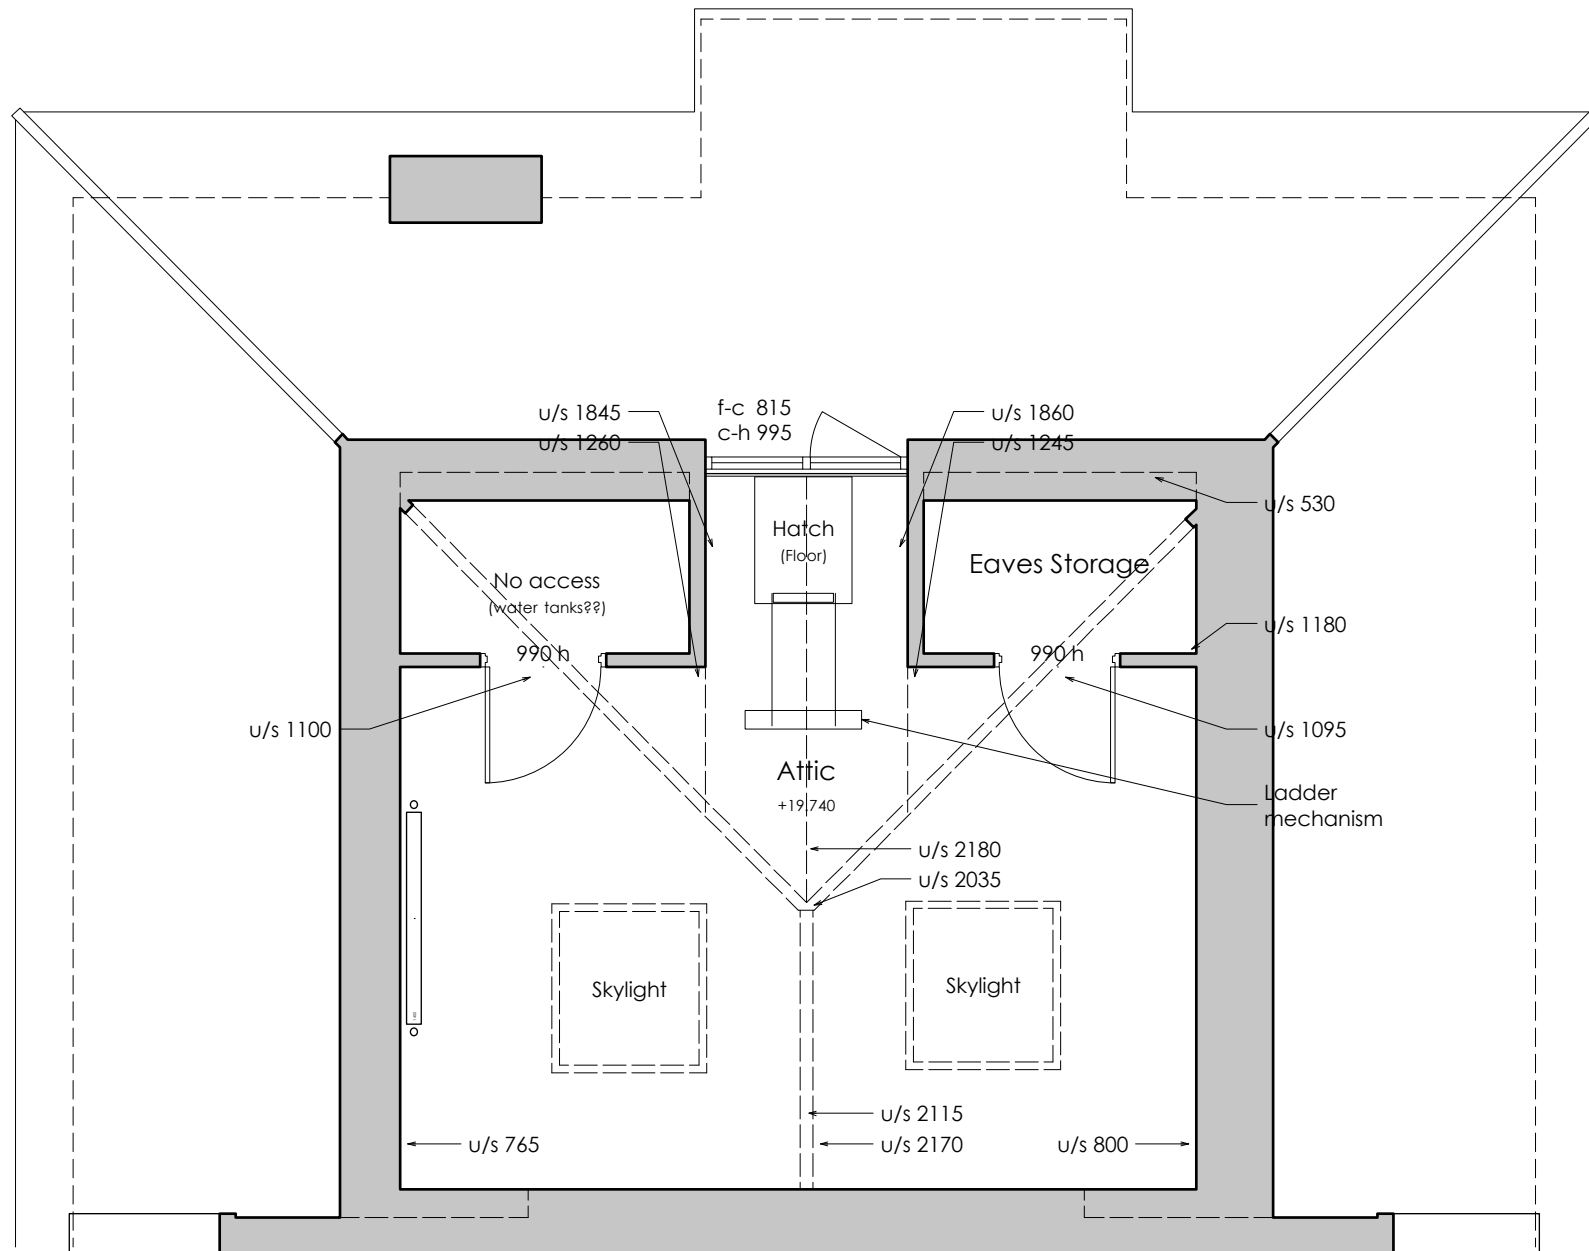 u/s 1845
f-c 815
c-h 995
u/s 1860
u/s 1260
u/s 1245
u/s 530
Hatch
(Floor)
Eaves Storage
No access
(water tanks??)
u/s 1180
990 h
990 h
u/s 1100
u/s 1095
Attic
+19.740
Ladder
mechanism
u/s 2180
u/s 2035
Skylight
Skylight
u/s 2115
u/s 765
u/s 2170
u/s 800